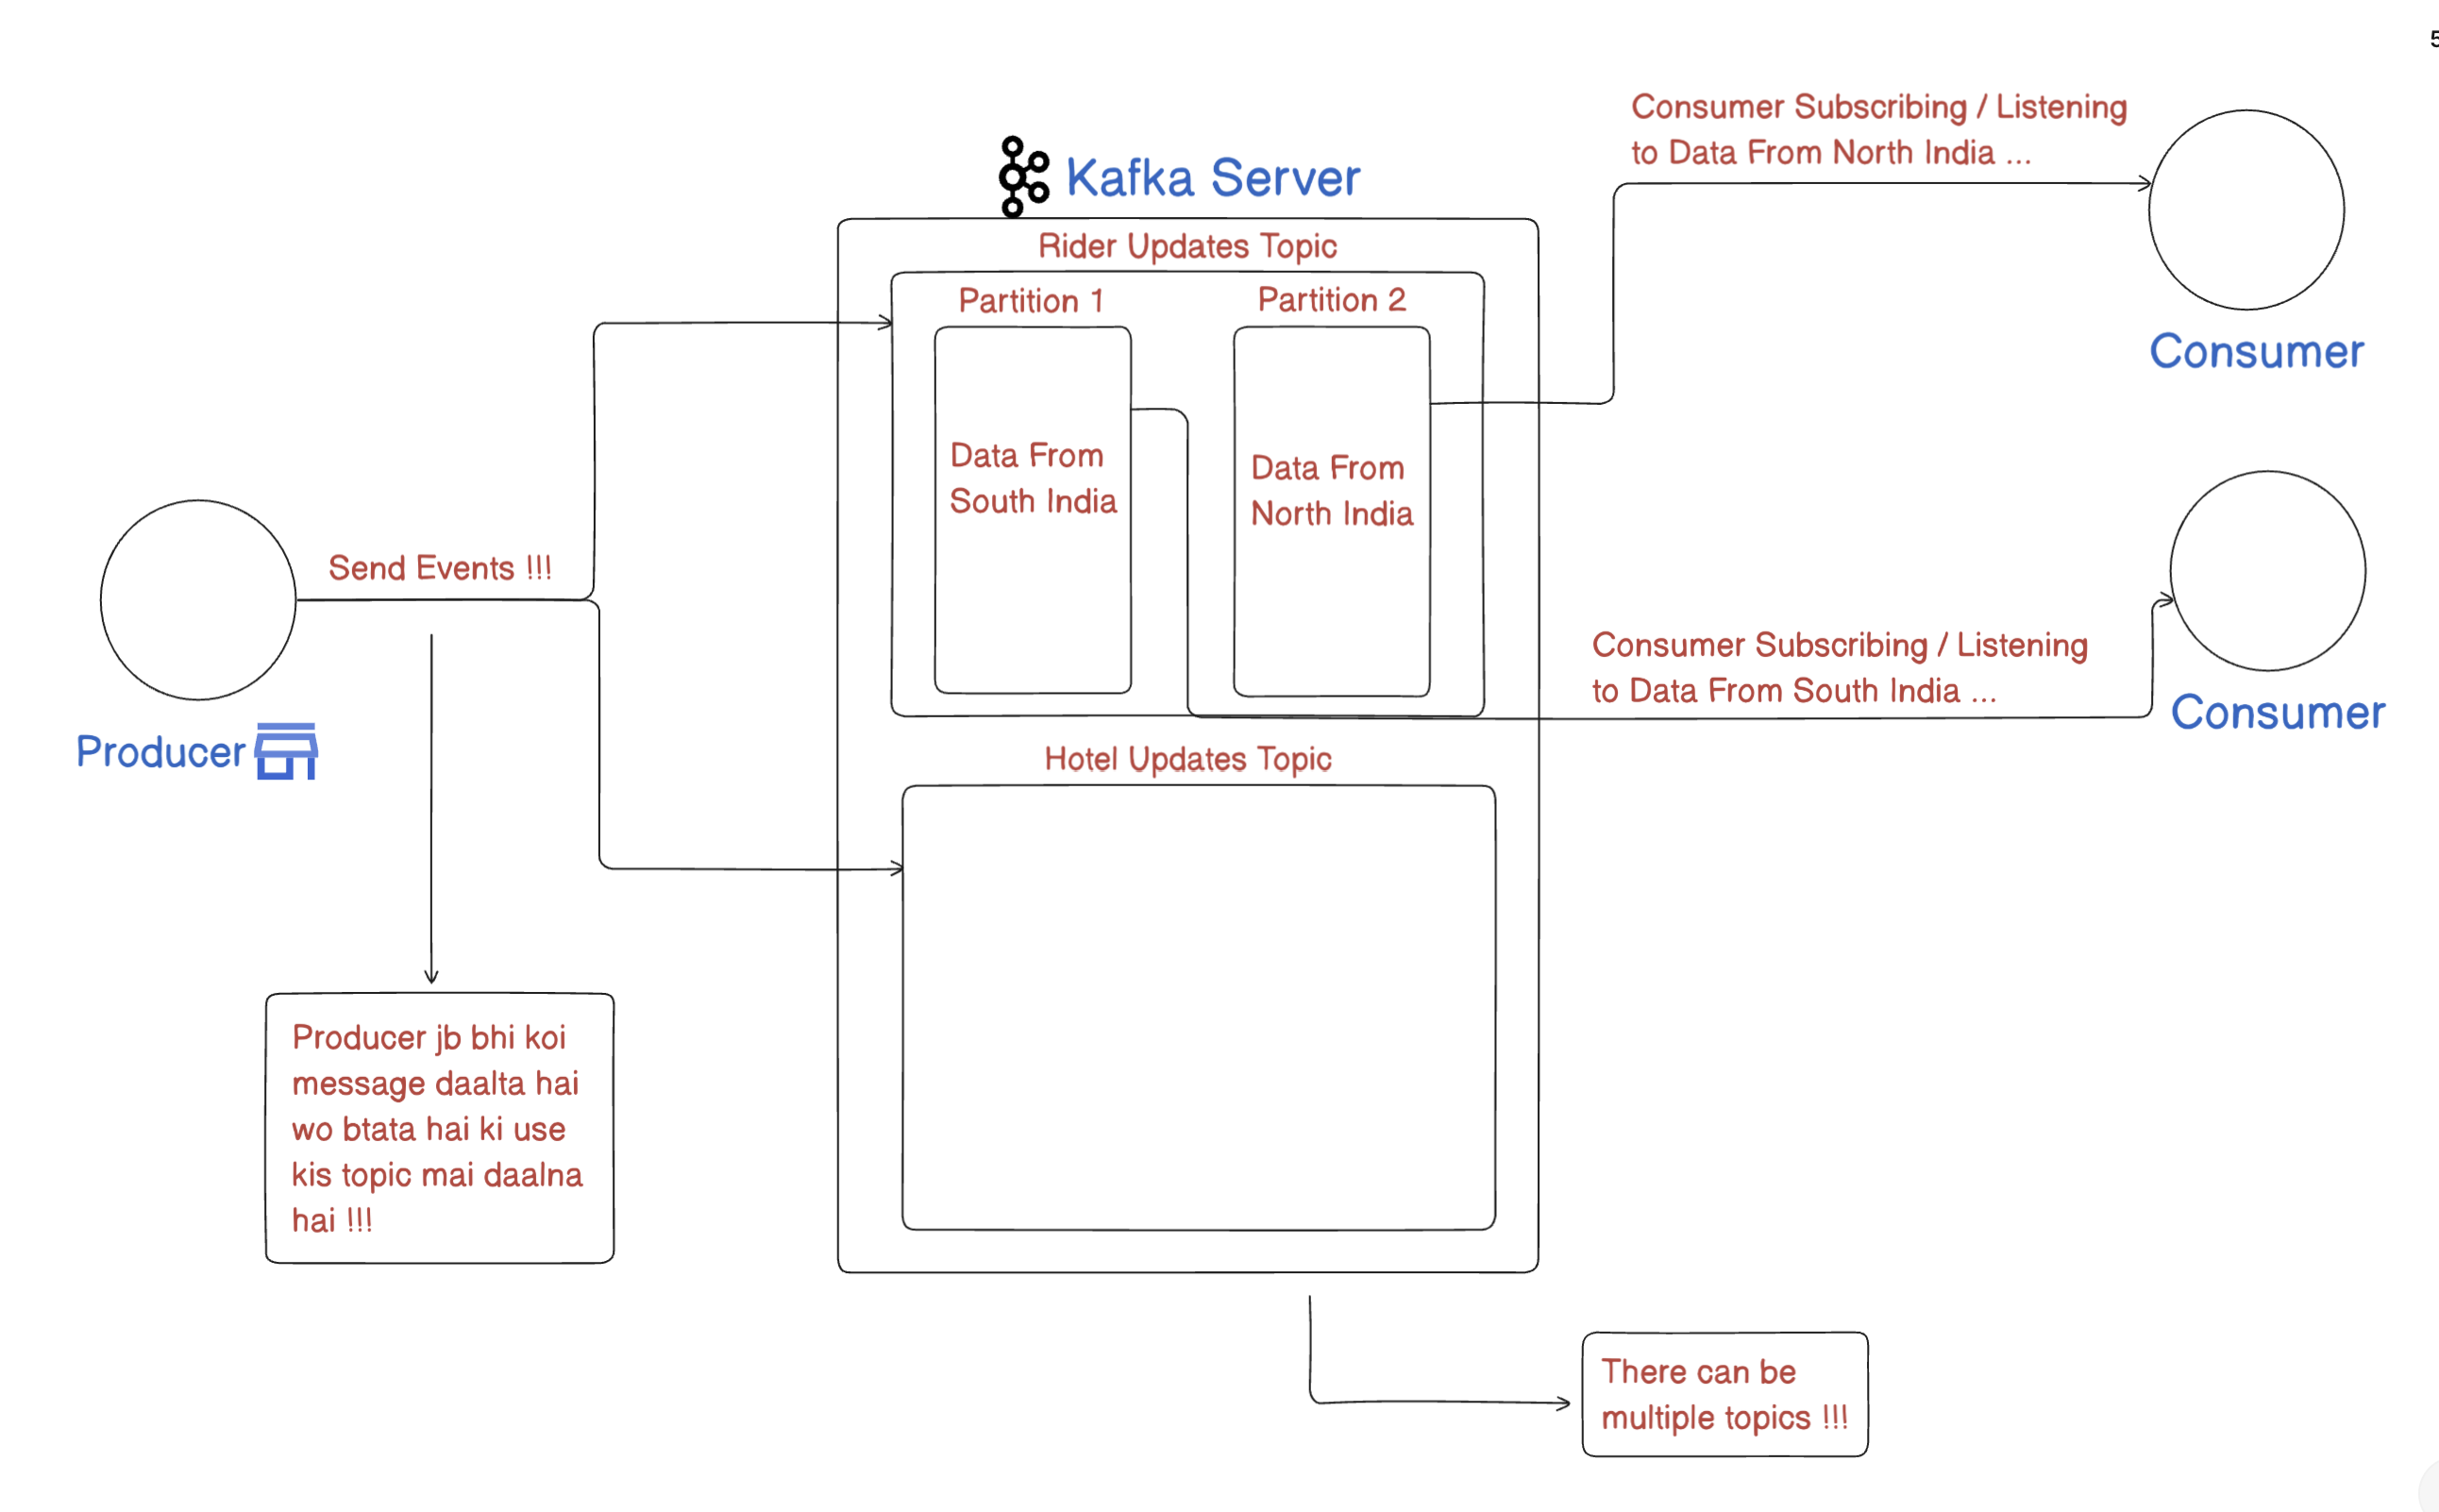 5
Consumer Subscribing / Listening
to Data From North India ...
Kafka Server
Rider Updates Topic
Partition 1
Partition 2
Consumer
Data From
South India
Data From
North India
Send Events !!!
Consumer Subscribing / Listening
to Data From South India ...
Consumer
Producer
Hotel Updates Topic
Producer jb bhi koi
message daalta hai
wo btata hai ki use
kis topic mai daalna
hai !!!
There can be
multiple topics !!!